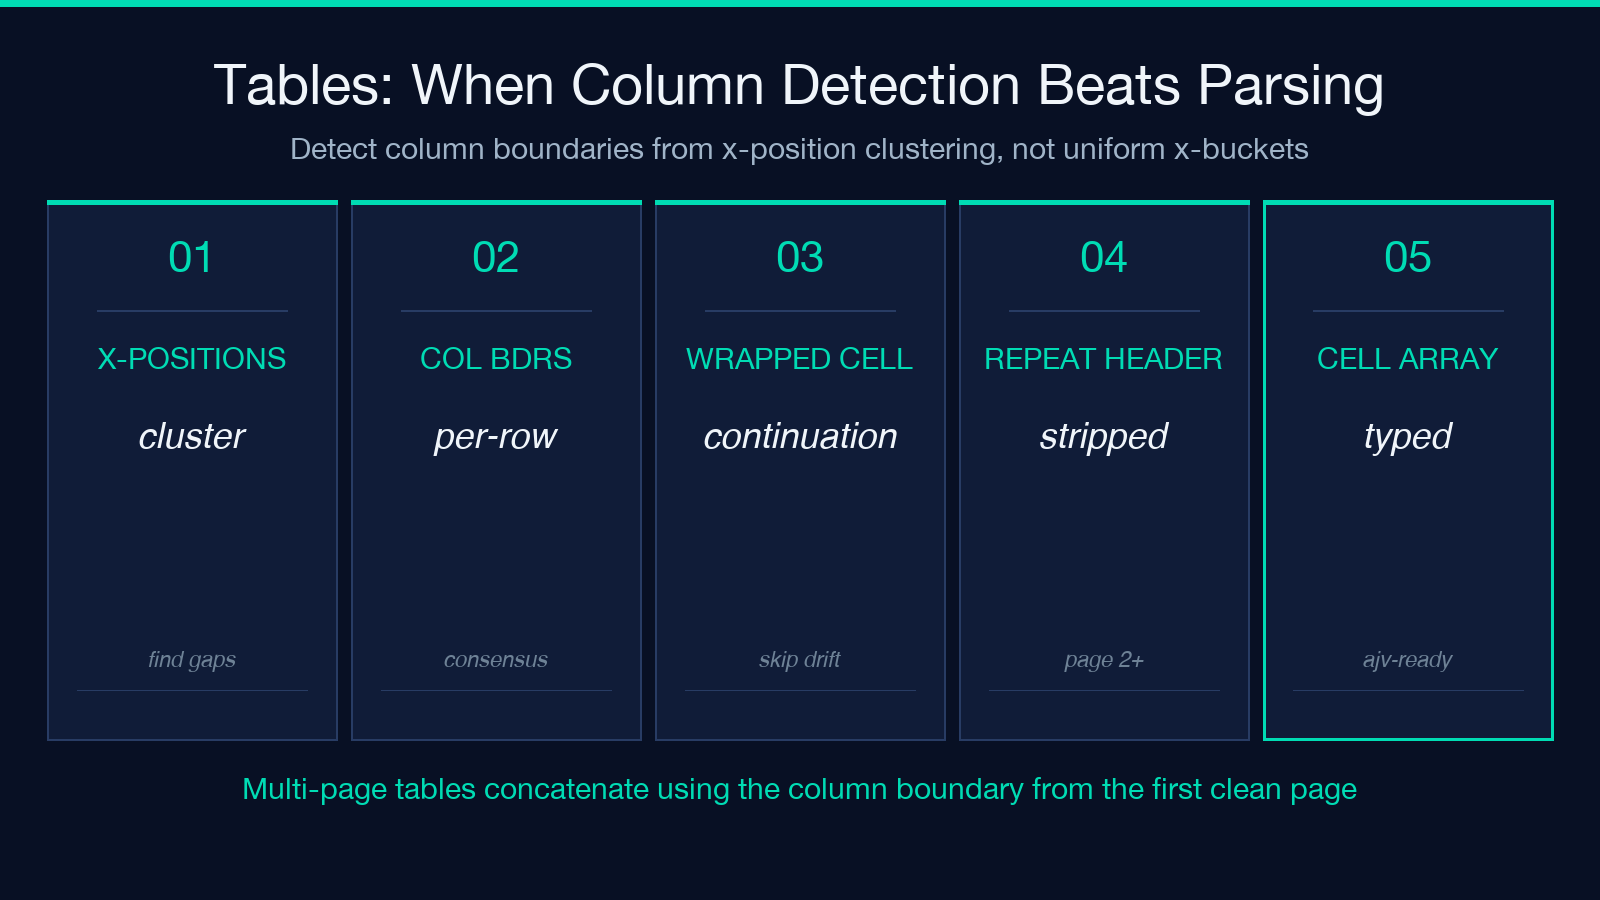 Tables: When Column Detection Beats Parsing
Detect column boundaries from x-position clustering, not uniform x-buckets
01
X-POSITIONS
cluster
find gaps
02
COL BDRS
per-row
consensus
03
WRAPPED CELL
continuation
skip drift
04
REPEAT HEADER
stripped
page 2+
05
CELL ARRAY
typed
ajv-ready
Multi-page tables concatenate using the column boundary from the first clean page